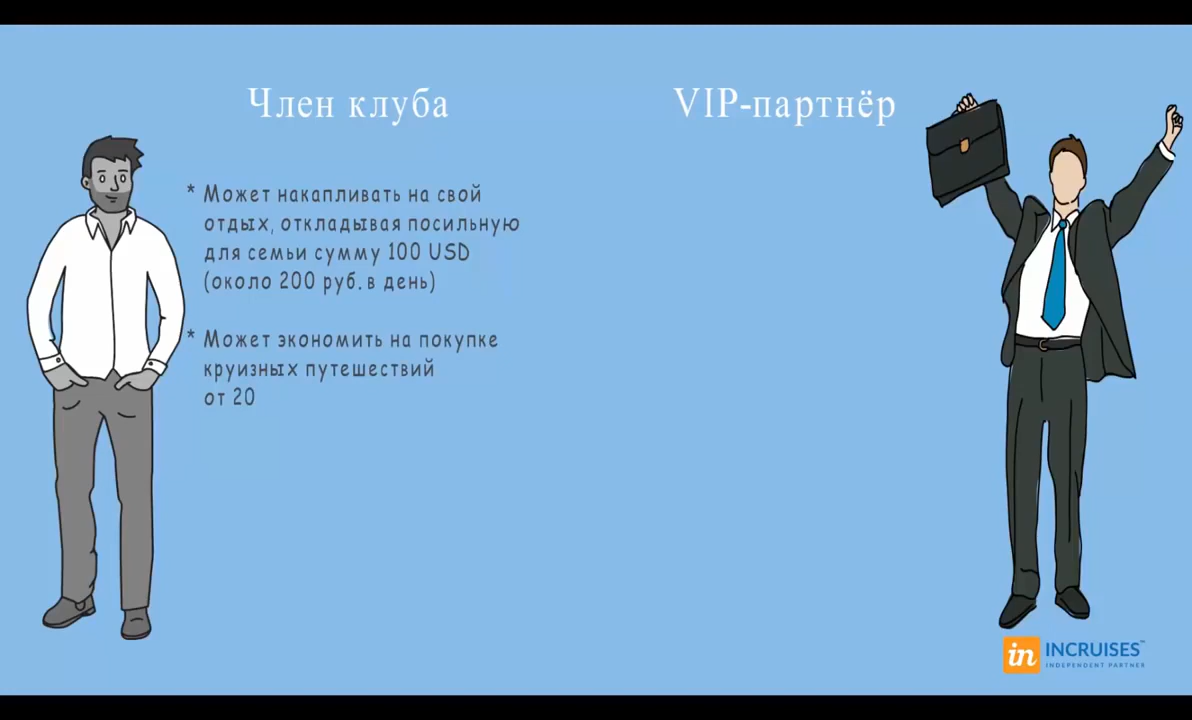 Член клуба
VIP-партнёр
* Может накапливать на свой
отдых, откладывая посильную
для семьи сумму 100 USD
(около 200 руб. в день)
* Может экономить на покупке
круизных путешествий
от 20
in INCRUISES™
INDEPENDENT PARTNER